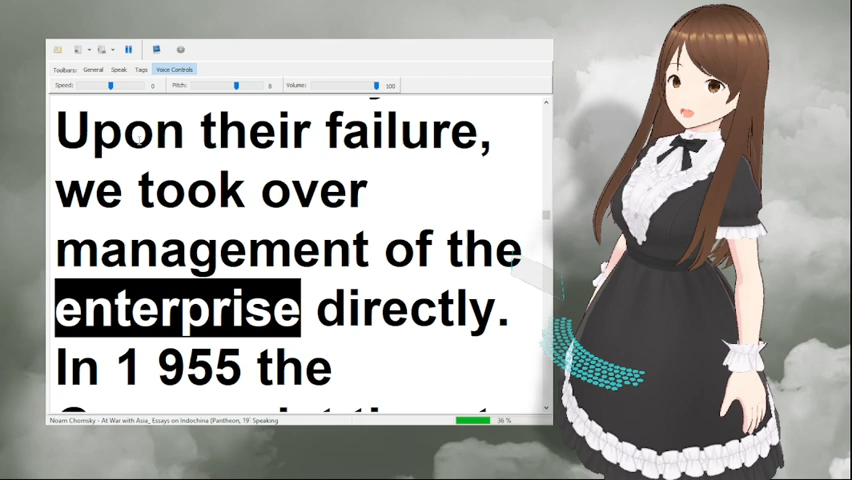 Toolbars: General Speak Tags Voice Controls
Speed: 0 Pitch: 8 Volume: 100
Upon their failure,
we took over
management of the
enterprise directly.
In 1 955 the
Noam Chomsky - At War with Asia_ Essays on Indochina (Pantheon, 19 Speaking 36 %